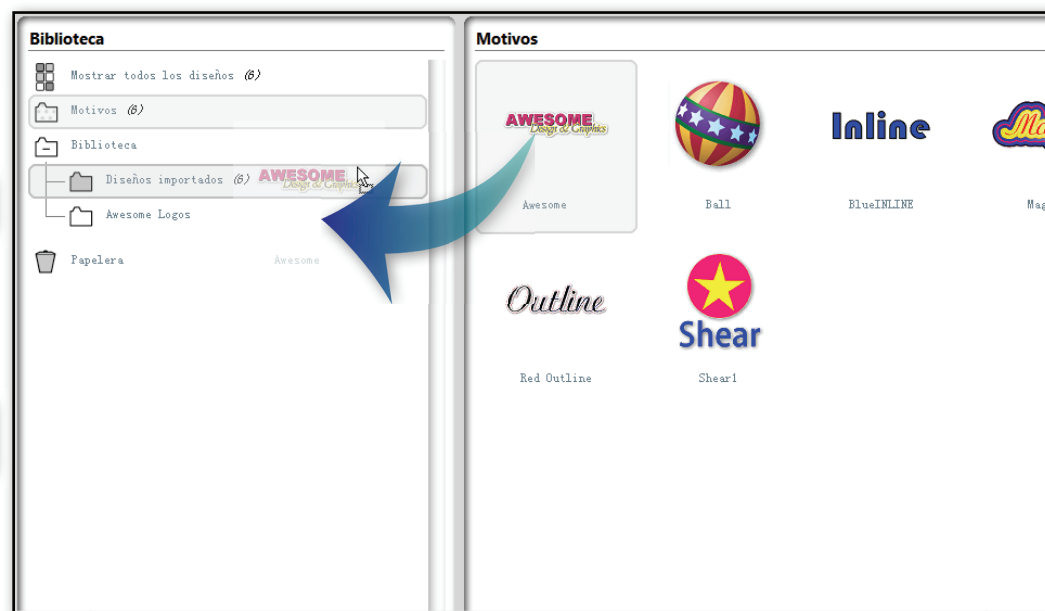 Biblioteca
Mostrar todos los diseños (6)
Motivos (6)
Biblioteca
Diseños importados (6)
AWESOME
Design & Graphics
Awesome Logos
Papelera
Awesome
Motivos
AWESOME
Design & Graphics
Awesome
Ball
Inline
BlueINLINE
Outline
Red Outline
Shear
Shear1